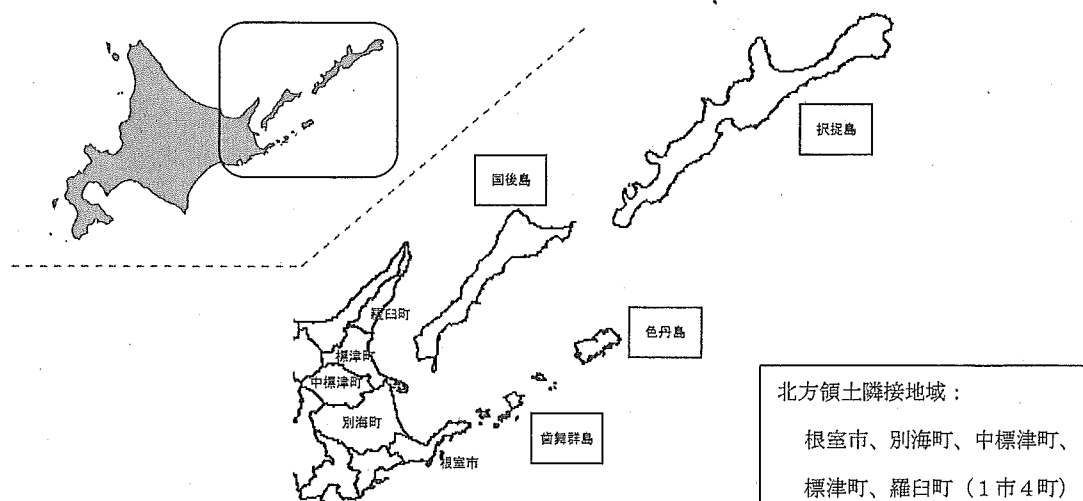 択捉島
国後島
羅臼町
色丹島
標津町
中標津町
別海町
歯舞群島
根室市
北方領土隣接地域：
根室市、別海町、中標津町、
標津町、羅臼町（1市4町）